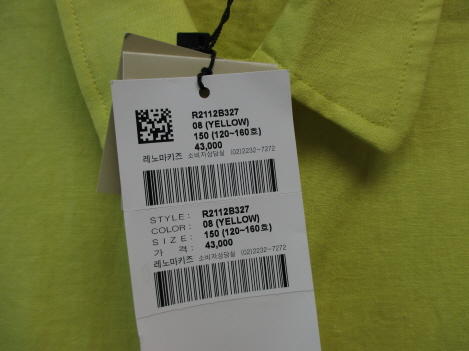 R2112B327
08 (YELLOW)
150 (120~160호)
43,000
레노마키즈 소비자상담실 (02)2232-7272
STYLE: R2112B327
COLOR: 08 (YELLOW)
SIZE: 150 (120~160호)
가 격: 43,000
레노마키즈 소비자상담실 (02)2232-7272